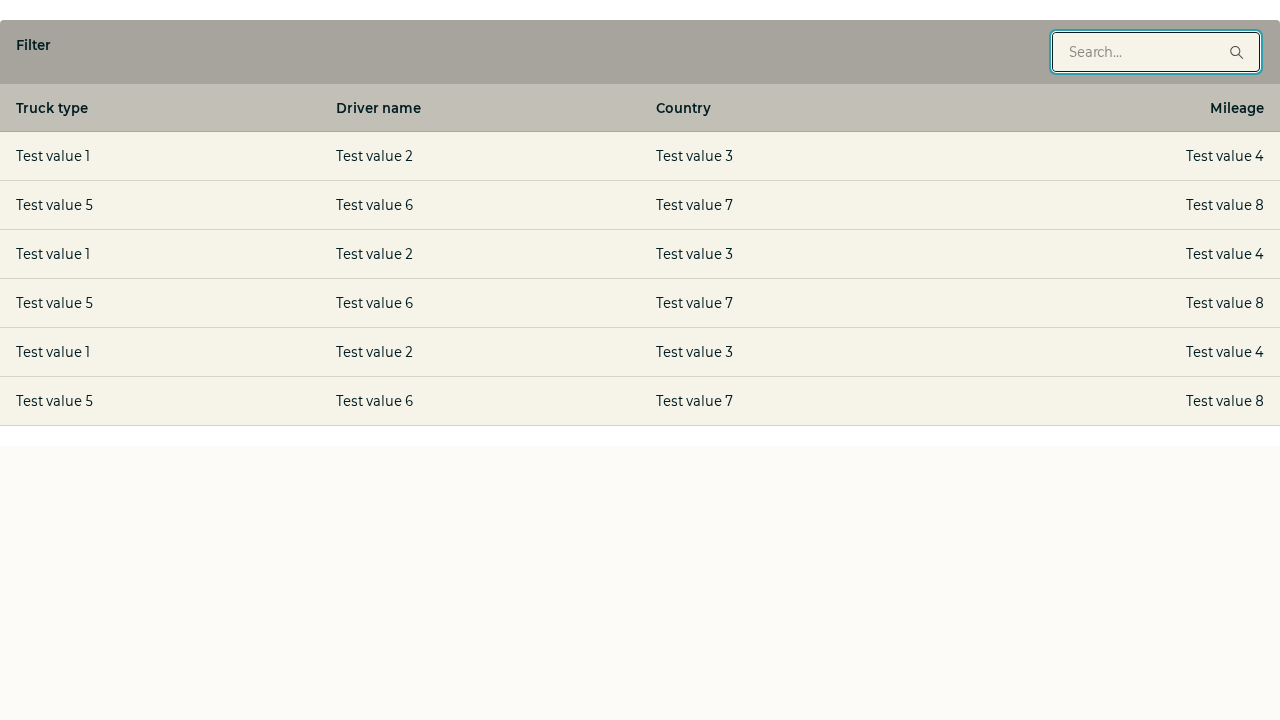 Filter
Search...
Truck type Driver name Country Mileage
Test value 1 Test value 2 Test value 3 Test value 4
Test value 5 Test value 6 Test value 7 Test value 8
Test value 1 Test value 2 Test value 3 Test value 4
Test value 5 Test value 6 Test value 7 Test value 8
Test value 1 Test value 2 Test value 3 Test value 4
Test value 5 Test value 6 Test value 7 Test value 8